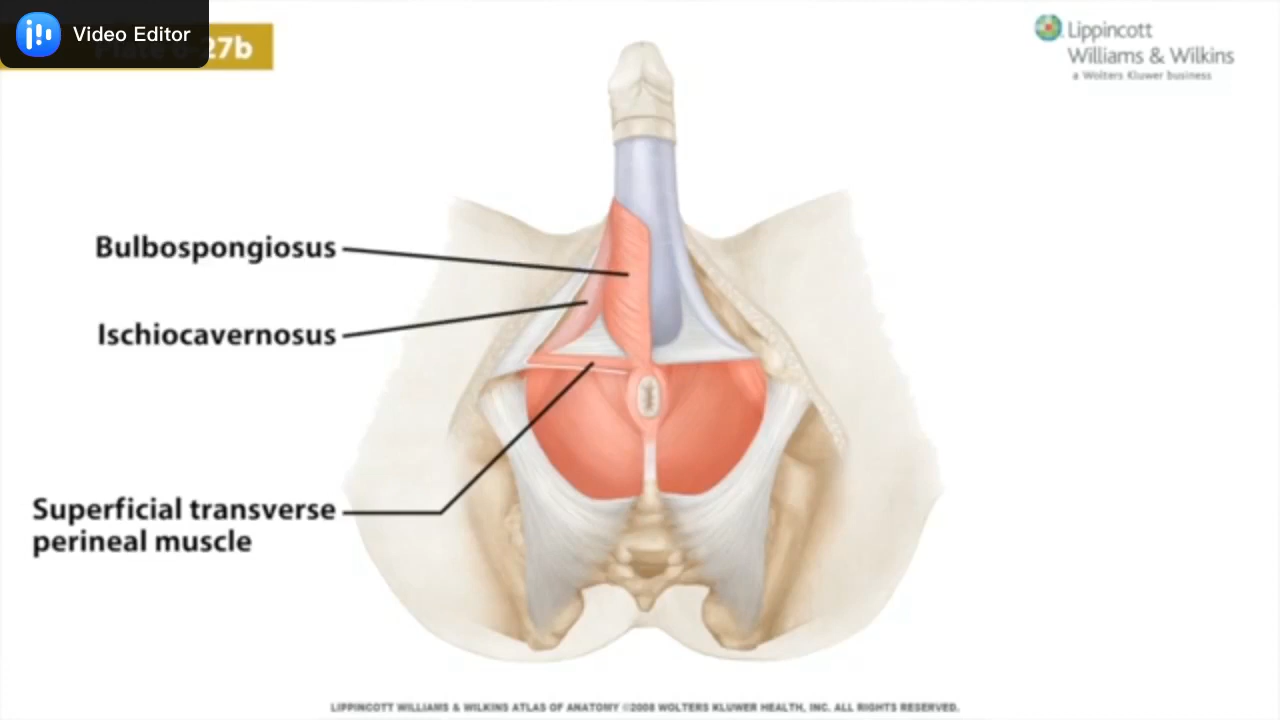 Video Editor
27b
Lippincott
Williams & Wilkins
a Wolters Kluwer business
Bulbospongiosus
Ischiocavernosus
Superficial transverse
perineal muscle
LIPPINCOTT WILLIAMS & WILKINS ATLAS OF ANATOMY ©2008 WOLTERS KLUWER HEALTH, INC. ALL RIGHTS RESERVED.